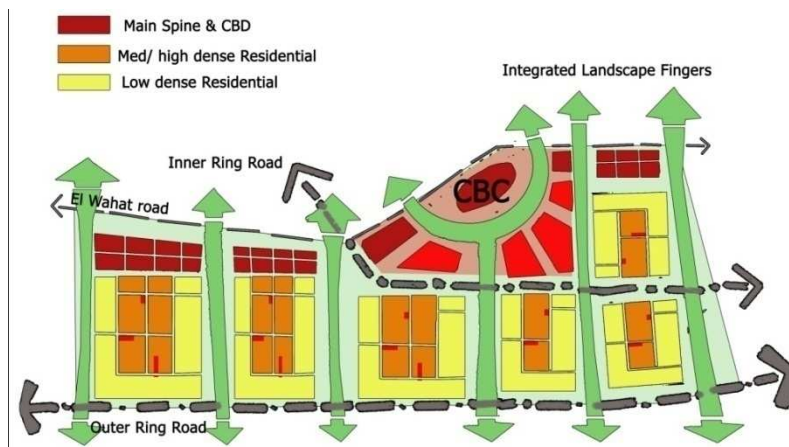 Main Spine & CBD
Med/ high dense Residential
Low dense Residential
Integrated Landscape Fingers
Inner Ring Road
CBC
El Wahat road
Outer Ring Road